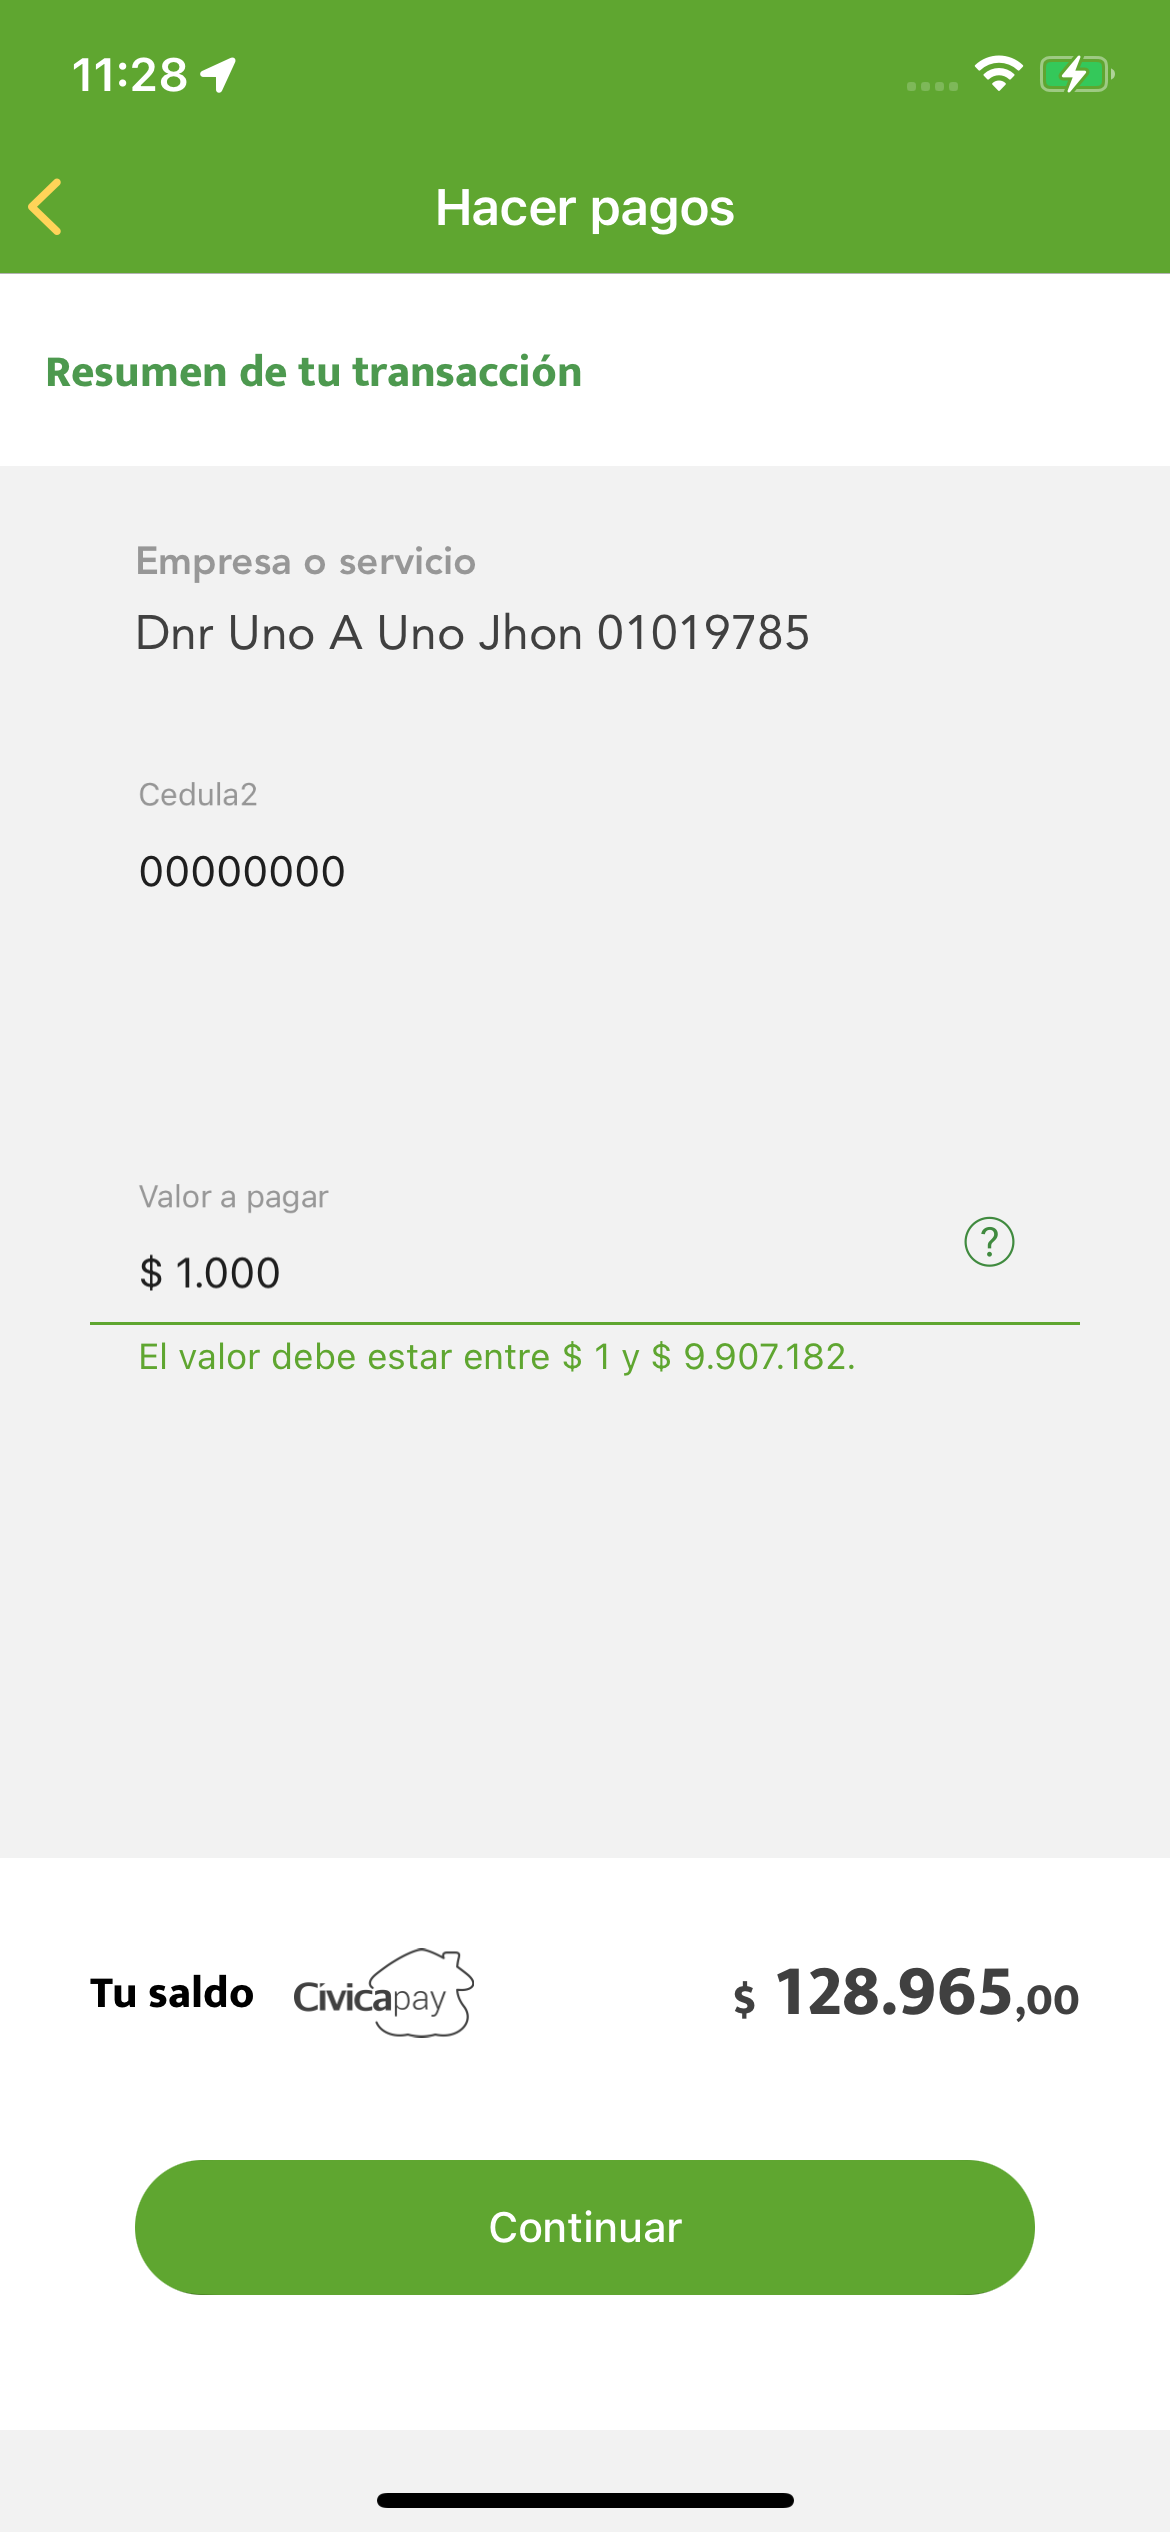 11:28
Hacer pagos
Resumen de tu transacción
Empresa o servicio
Dnr Uno A Uno Jhon 01019785
Cedula2
00000000
Valor a pagar
$ 1.000
?
El valor debe estar entre $ 1 y $ 9.907.182.
Tu saldo Cívicapay $ 128.965,00
Continuar